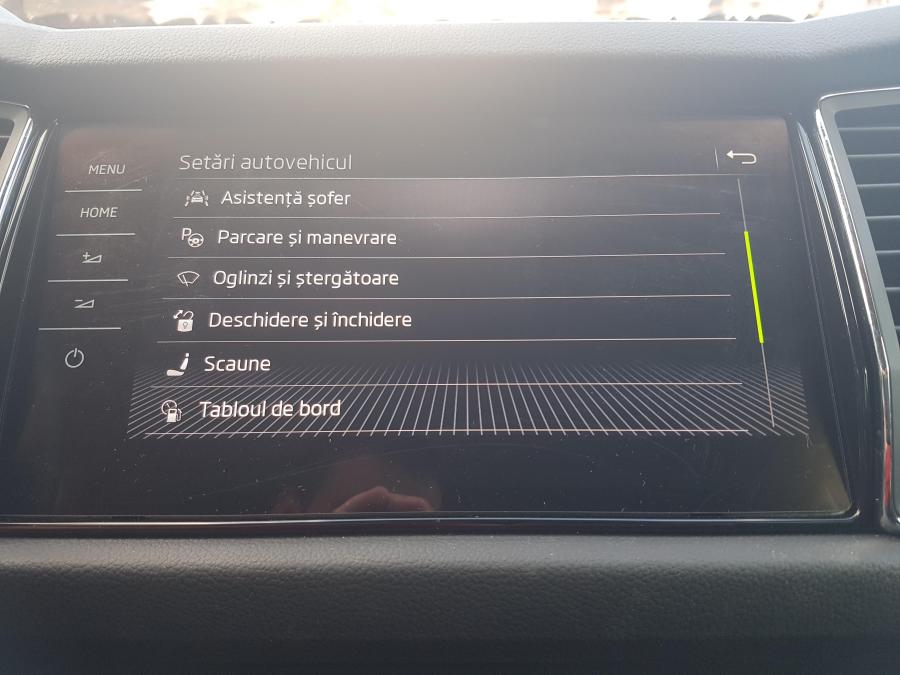 MENU
HOME
Setări autovehicul
Asistență șofer
Parcare și manevrare
Oglinzi și ștergătoare
Deschidere și închidere
Scaune
Tabloul de bord